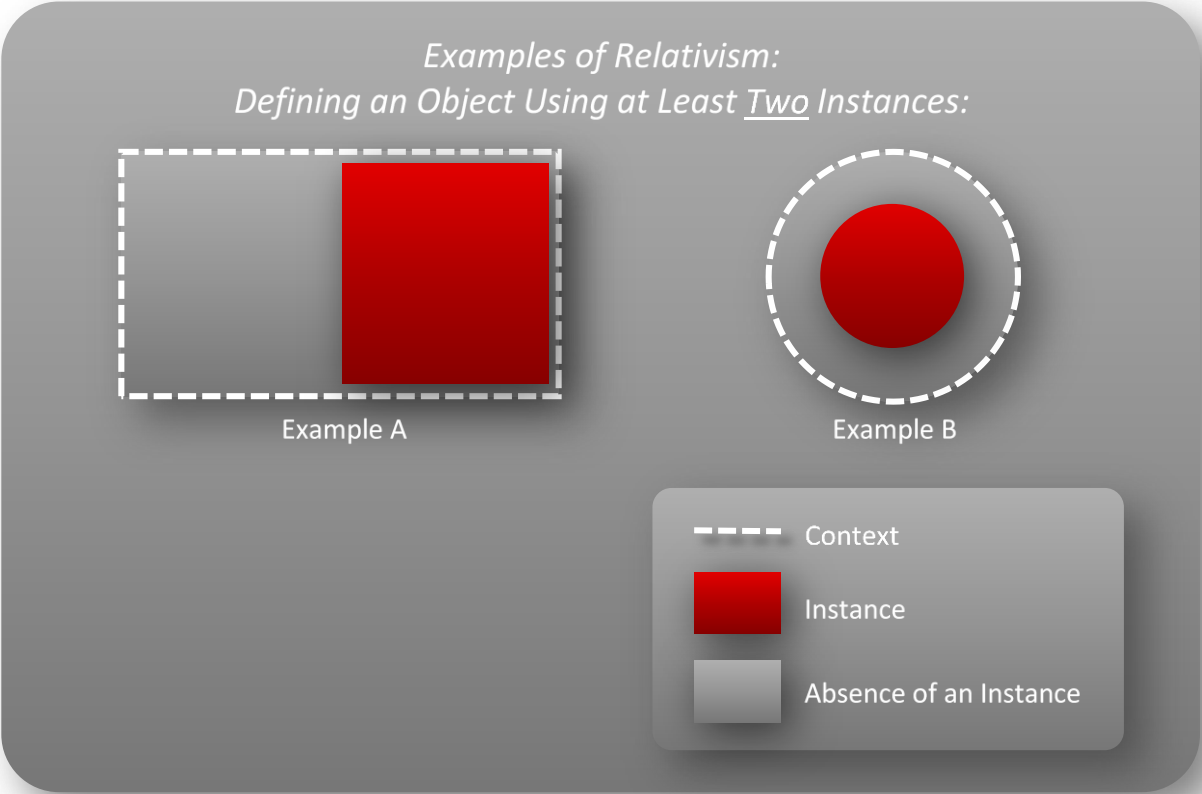 Examples of Relativism:
Defining an Object Using at Least Two Instances:
Example A
Example B
Context
Instance
Absence of an Instance